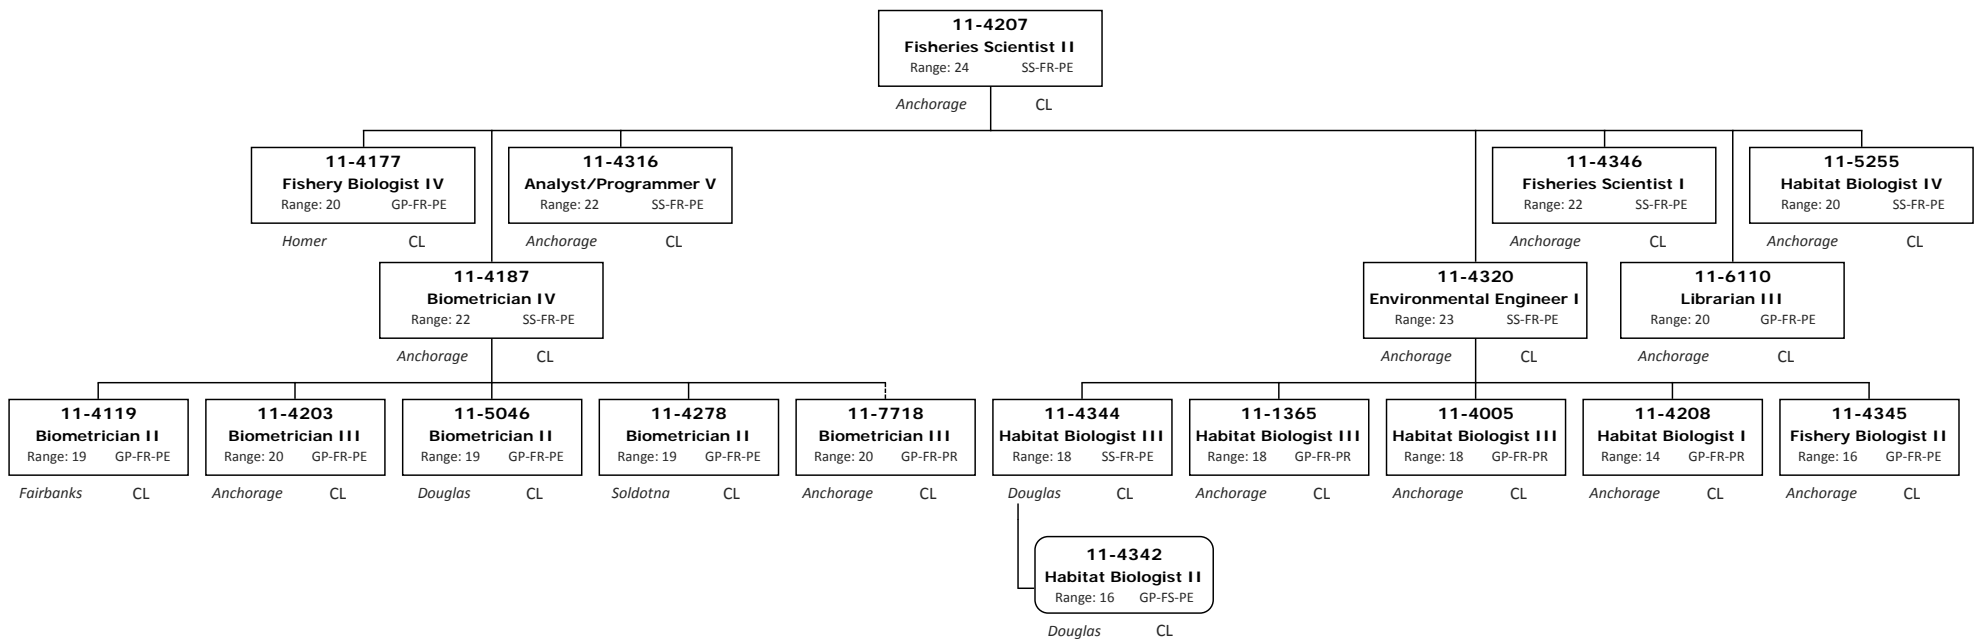 11-4207
Fisheries Scientist II
Range: 24 SS-FR-PE
Anchorage CL
11-4177
Fishery Biologist IV
Range: 20 GP-FR-PE
Homer CL
11-4316
Analyst/Programmer V
Range: 22 SS-FR-PE
Anchorage CL
11-4346
Fisheries Scientist I
Range: 22 SS-FR-PE
Anchorage CL
11-5255
Habitat Biologist IV
Range: 20 SS-FR-PE
Anchorage CL
11-4187
Biometrician IV
Range: 22 SS-FR-PE
Anchorage CL
11-4320
Environmental Engineer I
Range: 23 SS-FR-PE
Anchorage CL
11-6110
Librarian III
Range: 20 GP-FR-PE
Anchorage CL
11-4119
Biometrician II
Range: 19 GP-FR-PE
Fairbanks CL
11-4203
Biometrician III
Range: 20 GP-FR-PE
Anchorage CL
11-5046
Biometrician II
Range: 19 GP-FR-PE
Douglas CL
11-4278
Biometrician II
Range: 19 GP-FR-PE
Soldotna CL
11-7718
Biometrician III
Range: 20 GP-FR-PR
Anchorage CL
11-4344
Habitat Biologist III
Range: 18 SS-FR-PE
Douglas CL
11-1365
Habitat Biologist III
Range: 18 GP-FR-PR
Anchorage CL
11-4005
Habitat Biologist III
Range: 18 GP-FR-PR
Anchorage CL
11-4208
Habitat Biologist I
Range: 14 GP-FR-PR
Anchorage CL
11-4345
Fishery Biologist II
Range: 16 GP-FR-PE
Anchorage CL
11-4342
Habitat Biologist II
Range: 16 GP-FS-PE
Douglas CL